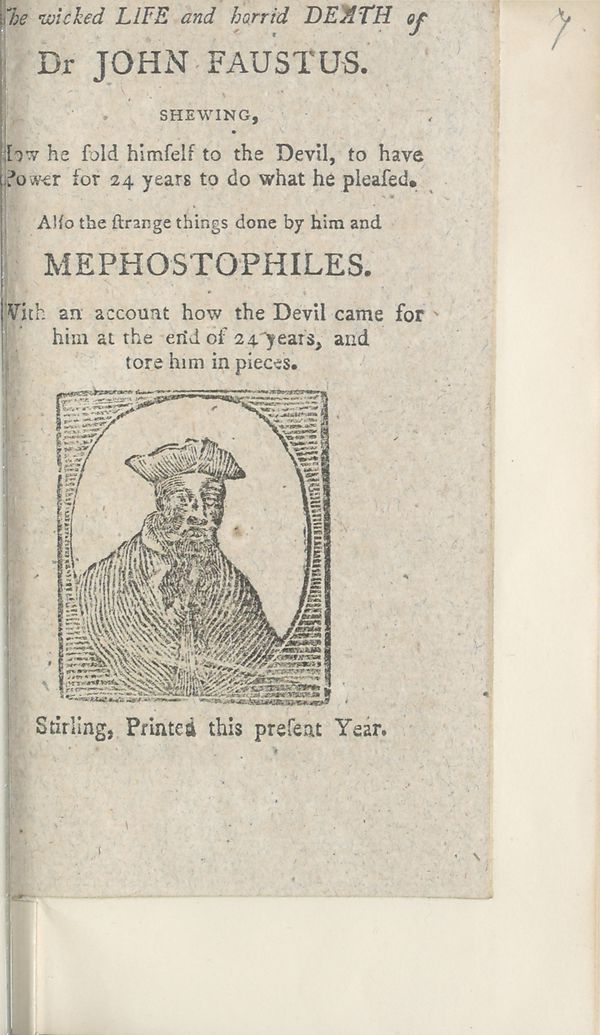 The wicked LIFE and horrid DEATH of
Dr JOHN FAUSTUS.
SHEWING,
How he ſold himſelf to the Devil, to have
Power for 24 years to do what he pleaſed.
Alſo the ſtrange things done by him and
MEPHOSTOPHILES.
With an account how the Devil came for
him at the end of 24 years, and
tore him in pieces.
Stirling, Printed this preſent Year.
7